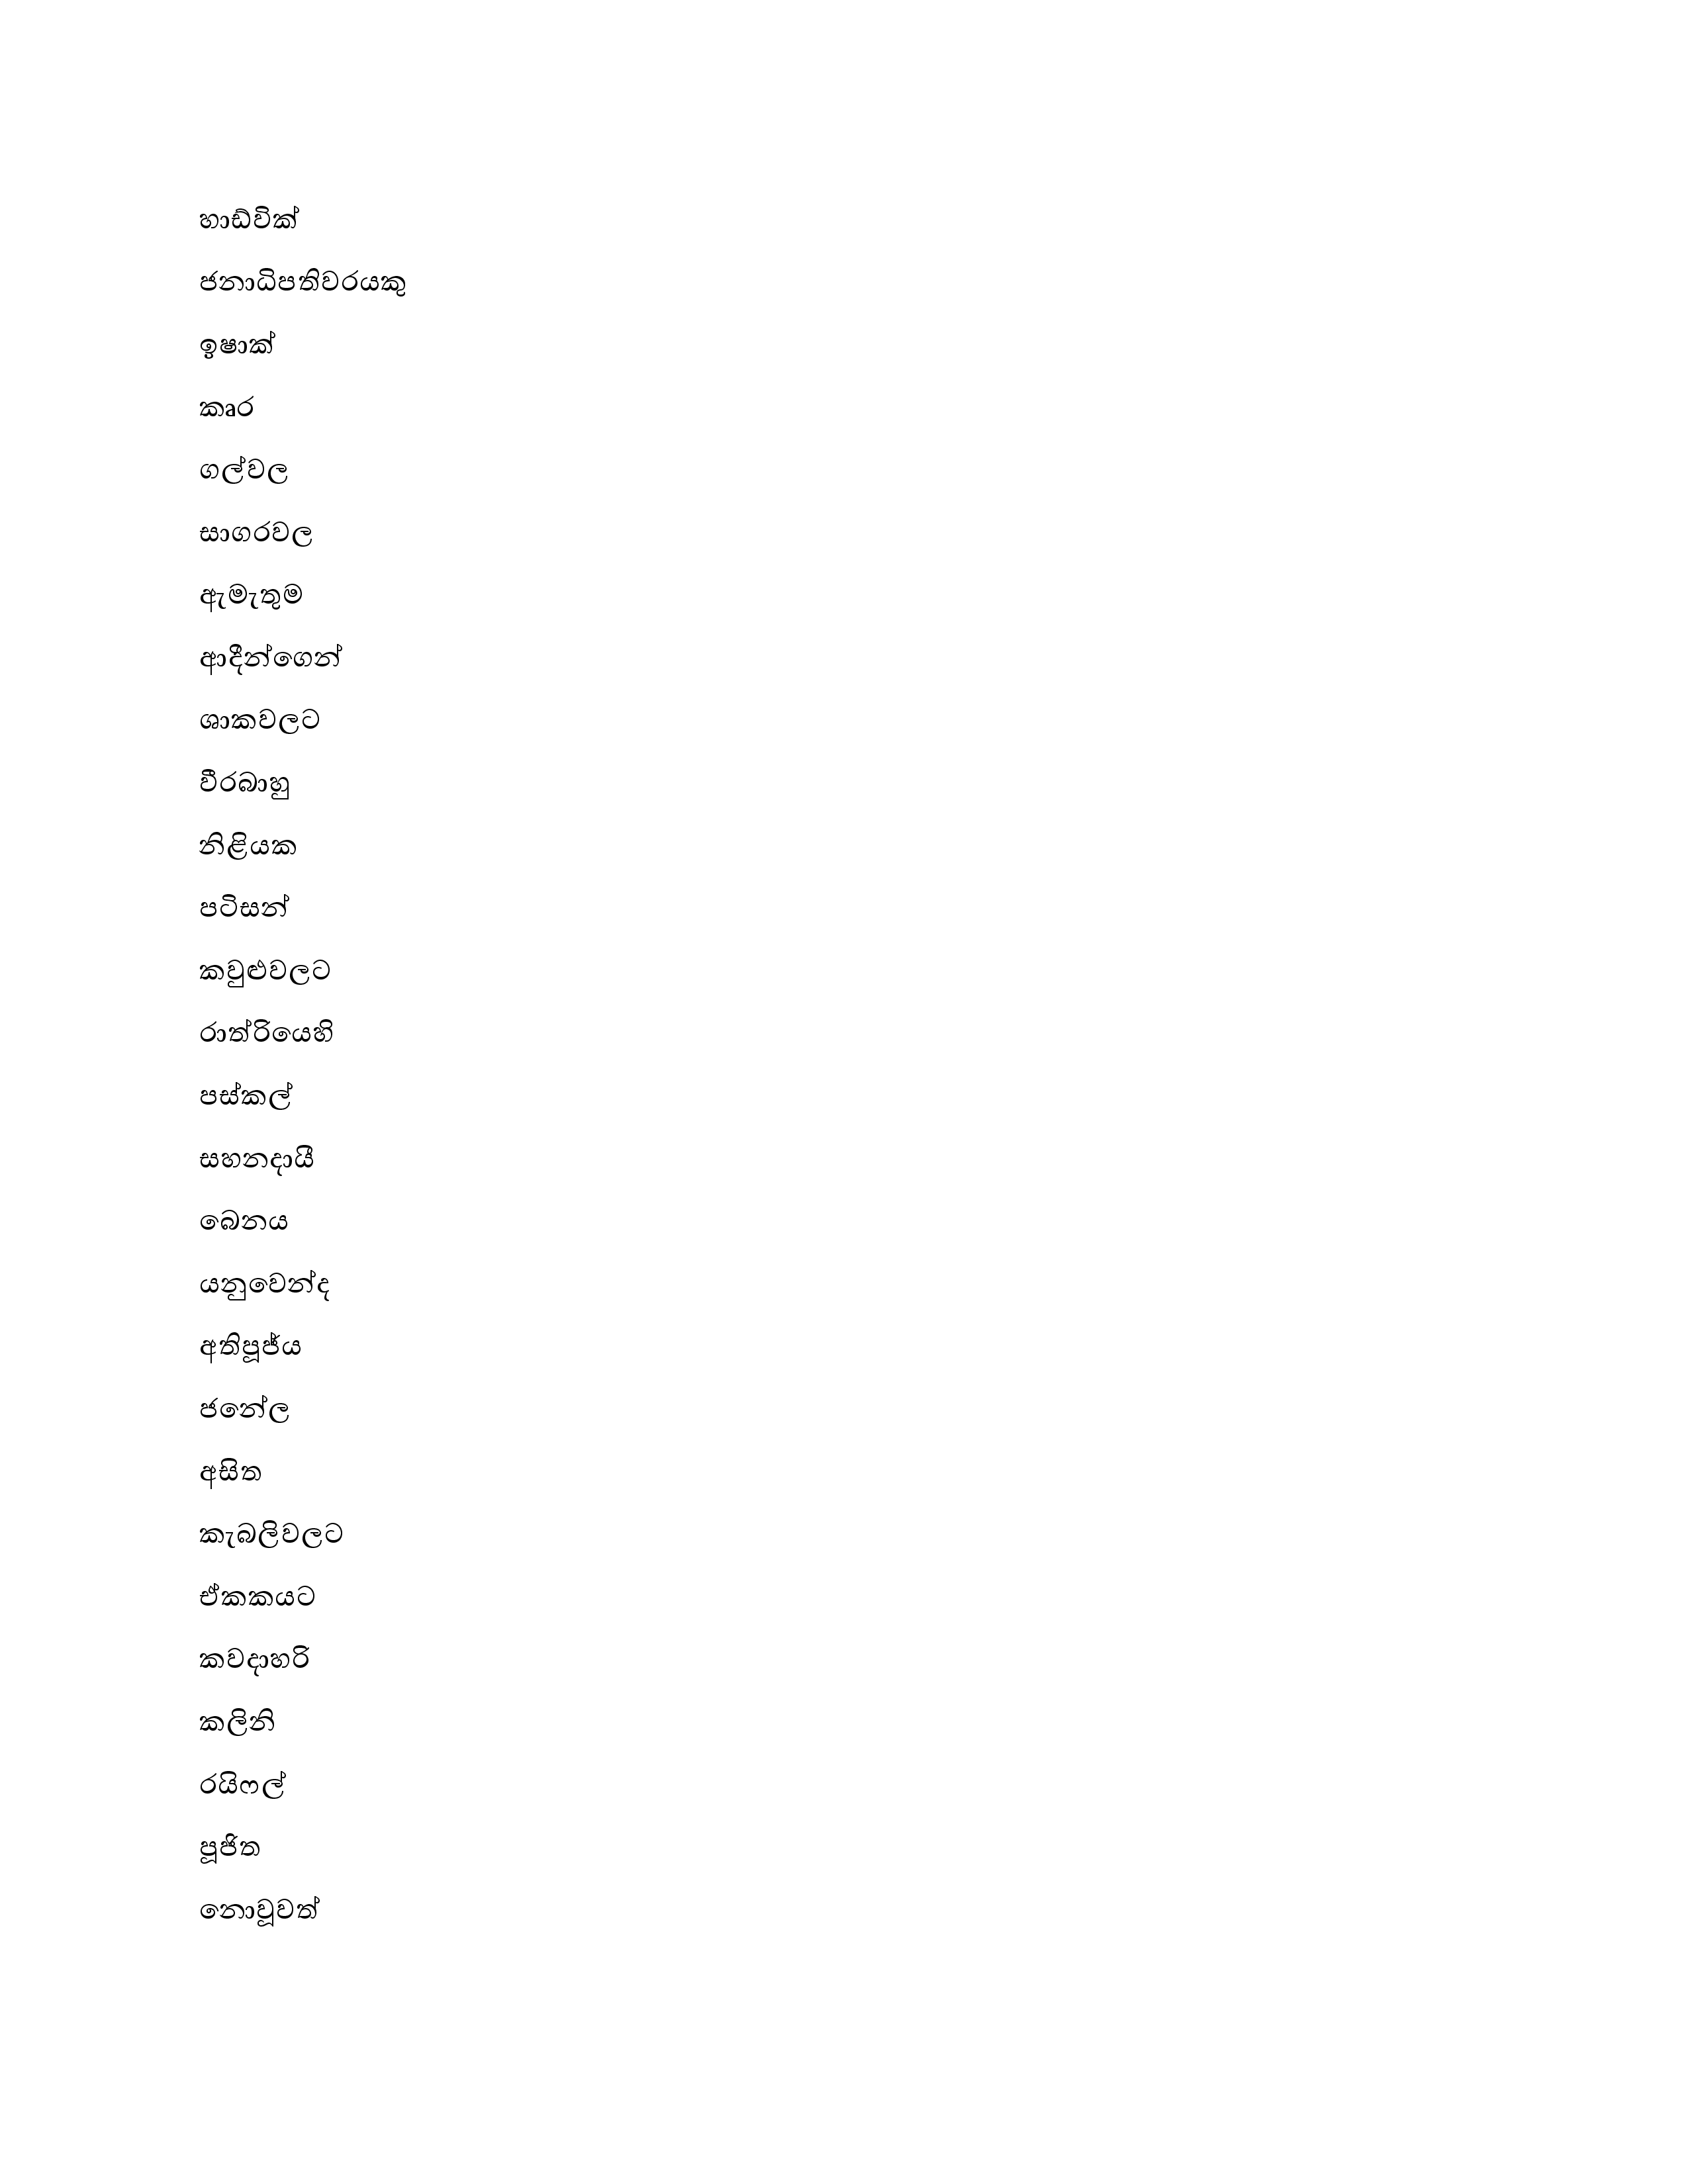 හාඩ්වික්
ජනාධිපතිවරයකු
ඉෂාක්
කෘර
ගල්වල
සාගරවල
ඇමැතුම
ආදීන්ගෙන්
ශාකවලට
වීරබාහු
නිළියක
පටිසන්
කවුළුවලට
රාත්රියෙහි
පස්කල්
සහනදායී
බෙනය
යනුවෙන්ද
අතිපූජ්ය
ජනේල
අසිත
කැබලිවලට
ඒකකයට
කවදාහරි
කලිනි
රයිෆල්
පූජිත
නොවූවත්